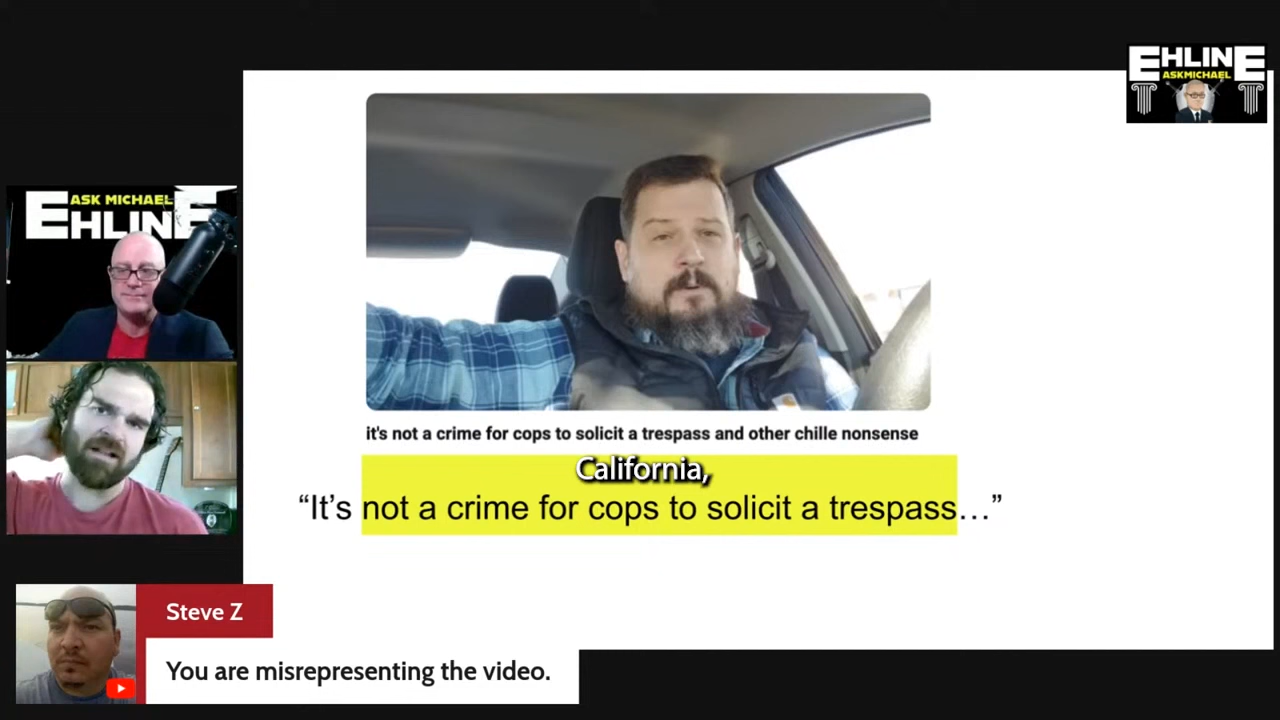 EHLINE
ASKMICHAEL
ASK MICHAEL
EHLINE
it's not a crime for cops to solicit a trespass and other chille nonsense
California,
“It’s not a crime for cops to solicit a trespass…”
Steve Z
You are misrepresenting the video.